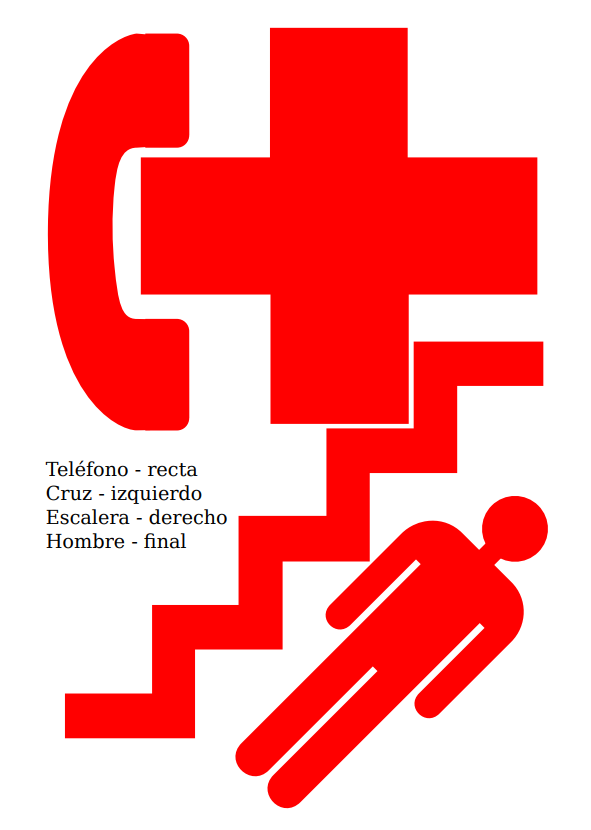 Teléfono - recta
Cruz - izquierdo
Escalera - derecho
Hombre - final